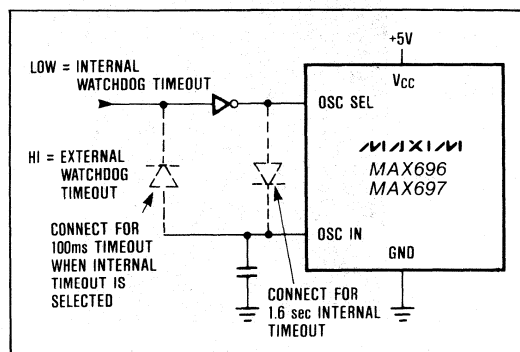 +5V
LOW = INTERNAL
WATCHDOG TIMEOUT
VCC
OSC SEL
MAXIM
MAX696
MAX697
HI = EXTERNAL
WATCHDOG
TIMEOUT
CONNECT FOR
100ms TIMEOUT
WHEN INTERNAL
TIMEOUT IS
SELECTED
OSC IN
GND
CONNECT FOR
1.6 sec INTERNAL
TIMEOUT